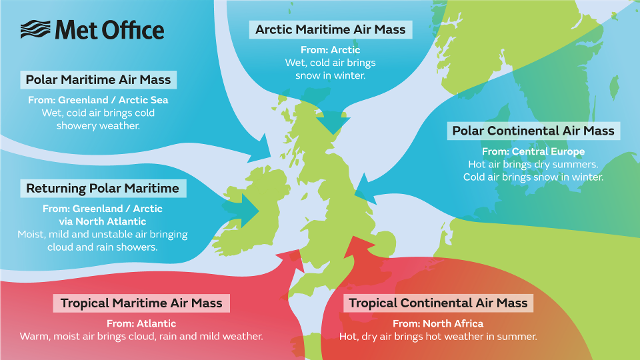 Met Office
Arctic Maritime Air Mass
From: Arctic
Wet, cold air brings
snow in winter.
Polar Maritime Air Mass
From: Greenland / Arctic Sea
Wet, cold air brings cold
showery weather.
Polar Continental Air Mass
From: Central Europe
Hot air brings dry summers.
Cold air brings snow in winter.
Returning Polar Maritime
From: Greenland / Arctic
via North Atlantic
Moist, mild and unstable air bringing
cloud and rain showers.
Tropical Maritime Air Mass
From: Atlantic
Warm, moist air brings cloud, rain and mild weather.
Tropical Continental Air Mass
From: North Africa
Hot, dry air brings hot weather in summer.